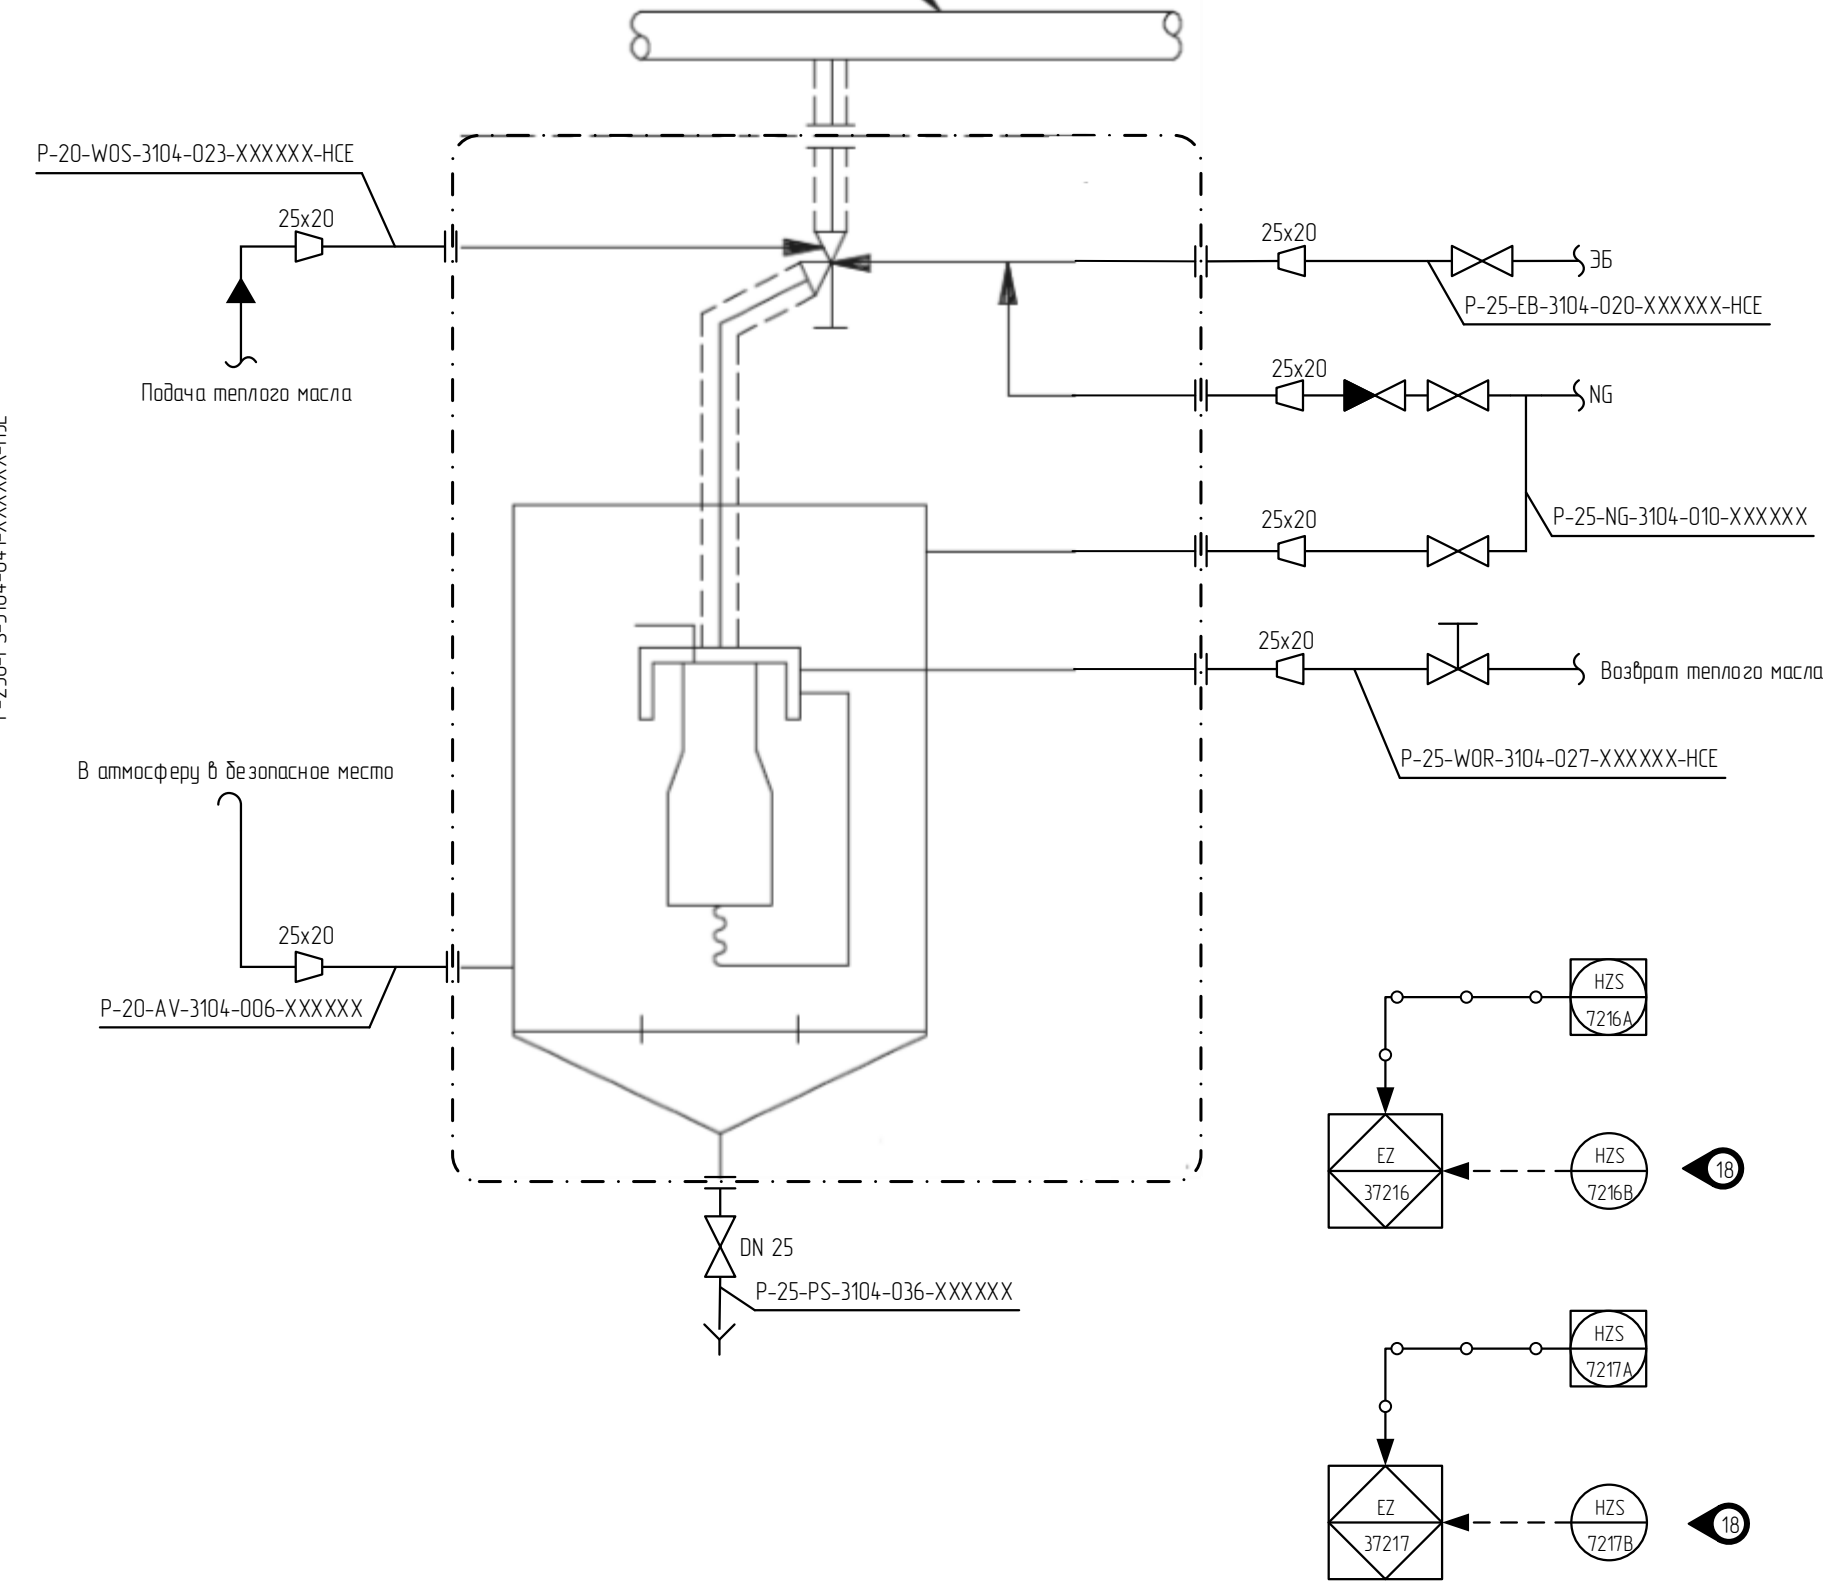 P-20-WOS-3104-023-XXXXXX-HCE
25x20
Подача теплого масла
25x20
ЭБ
P-25-EB-3104-020-XXXXXX-HCE
25x20
NG
25x20
P-25-NG-3104-010-XXXXXX
25x20
Возврат теплого масла
P-25-WOR-3104-027-XXXXXX-HCE
В атмосферу в безопасное место
25x20
P-20-AV-3104-006-XXXXXX
HZS
7216A
EZ
37216
HZS
7216B
18
DN 25
P-25-PS-3104-036-XXXXXX
HZS
7217A
EZ
37217
HZS
7217B
18